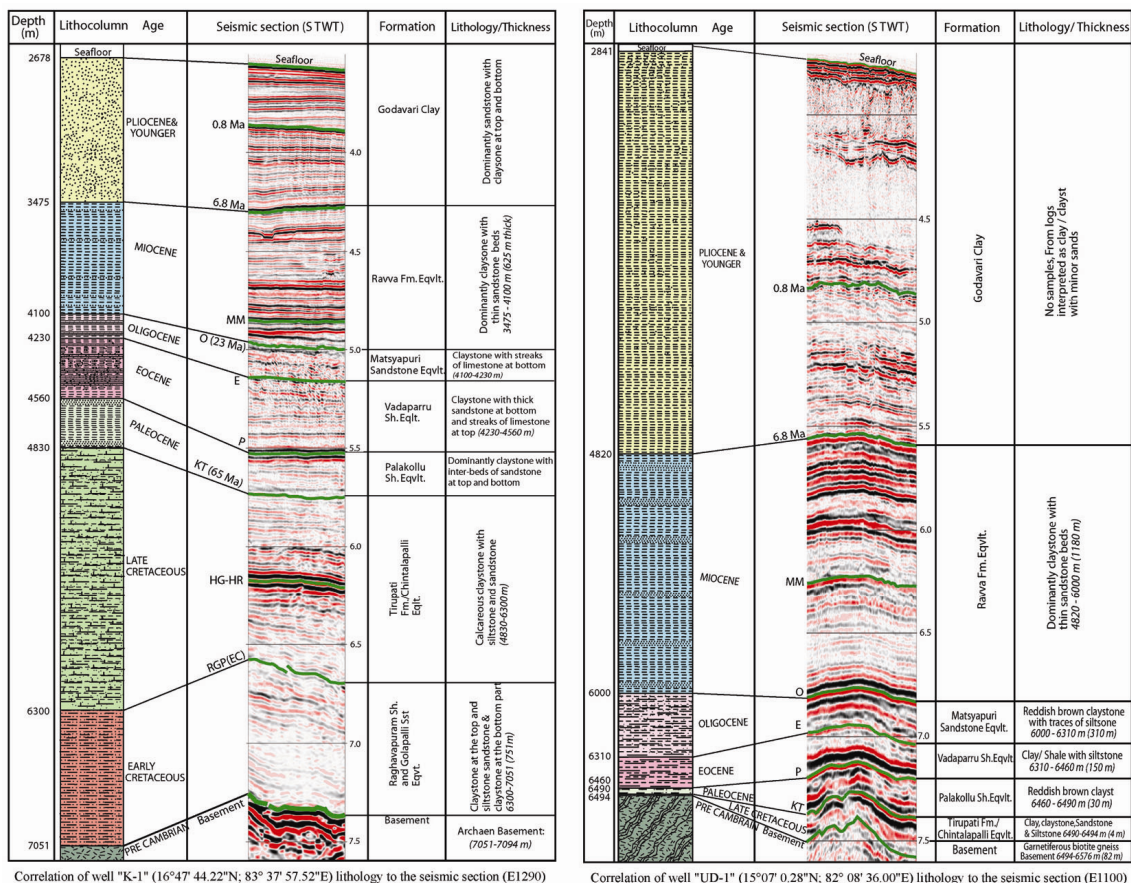 Depth (m)
Lithocolumn
Age
Seismic section (S TWT)
Formation
Lithology/Thickness
Seafloor
2678
Seafloor
PLIOCENE&
YOUNGER
0.8 Ma
4.0
Godavari Clay
Dominantly sandstone with
claysone at top and bottom
3475
6.8 Ma
MIOCENE
4.5
Ravva Fm. Eqvlt.
Dominantly claysone with
thin sandstone beds
3475 - 4100 m (625 m thick)
4100
MM
OLIGOCENE
O (23 Ma)
5.0
4230
Matsyapuri
Sandstone Eqvlt.
Claystone with streaks
of limestone at bottom
(4100-4230 m)
EOCENE
E
Vadaparru
Sh. Eqlt.
Claystone with thick
sandstone at bottom
and streaks of limestone
at top (4230-4560 m)
4560
PALEOCENE
P
5.5
4830
KT (65 Ma)
Palakollu
Sh. Eqvlt.
Dominantly claystone with
inter-beds of sandstone
at top and bottom
LATE
CRETACEOUS
6.0
HG-HR
Tirupati
Fm./Chintalapalli
Eqlt.
Calcareous claystone with
siltstone and sandstone
(4830-6300m)
6.5
RGP(EC)
6300
EARLY
CRETACEOUS
7.0
Raghavapuram Sh.
and Golapalli Sst
Eqvt.
Claystone at the top and
siltstone sandstone &
claystone at the bottom part
6300-7051 (751m)
7051
PRE CAMBRIAN
Basement
7.5
Basement
Archaen Basement:
(7051-7094 m)
Correlation of well "K-1" (16°47' 44.22"N; 83° 37' 57.52"E) lithology to the seismic section (E1290)
Depth
(m)
Lithocolumn
Age
Seismic section (S TWT)
Formation
Lithology/ Thickness
Seafloor
2841
Seafloor
4.5
PLIOCENE &
YOUNGER
0.8 Ma
5.0
Godavari Clay
No samples, From logs
interpreted as clay / clayst
with minor sands
5.5
6.8 Ma
4820
6.0
MIOCENE
MM
6.5
Ravva Fm. Eqvlt.
Dominantly claystone with
thin sandstone beds
4820 - 6000 m (1180 m)
6000
O
OLIGOCENE
E
7.0
Matsyapuri
Sandstone Eqvlt.
Reddish brown claystone
with traces of siltsone
6000 - 6310 m (310 m)
6310
EOCENE
P
Vadaparru Sh.Eqvlt.
Clay/ Shale with siltstone
6310 - 6460 m (150 m)
6460
6490
6494
PALEOCENE
KT
Palakollu Sh.Eqvlt.
Reddish brown clayst
6460 - 6490 m (30 m)
LATE CRETACEOUS
Tirupati Fm./
Chintalapalli Eqvlt.
Clay, claystone,Sandstone
& Siltstone 6490-6494 m (4 m)
PRE CAMBRAIN
Basement
7.5
Basement
Garnetiferous biotite gneiss
Basement 6494-6576 m (82 m)
Correlation of well "UD-1" (15°07' 0.28"N; 82° 08' 36.00"E) lithology to the seismic section (E1100)